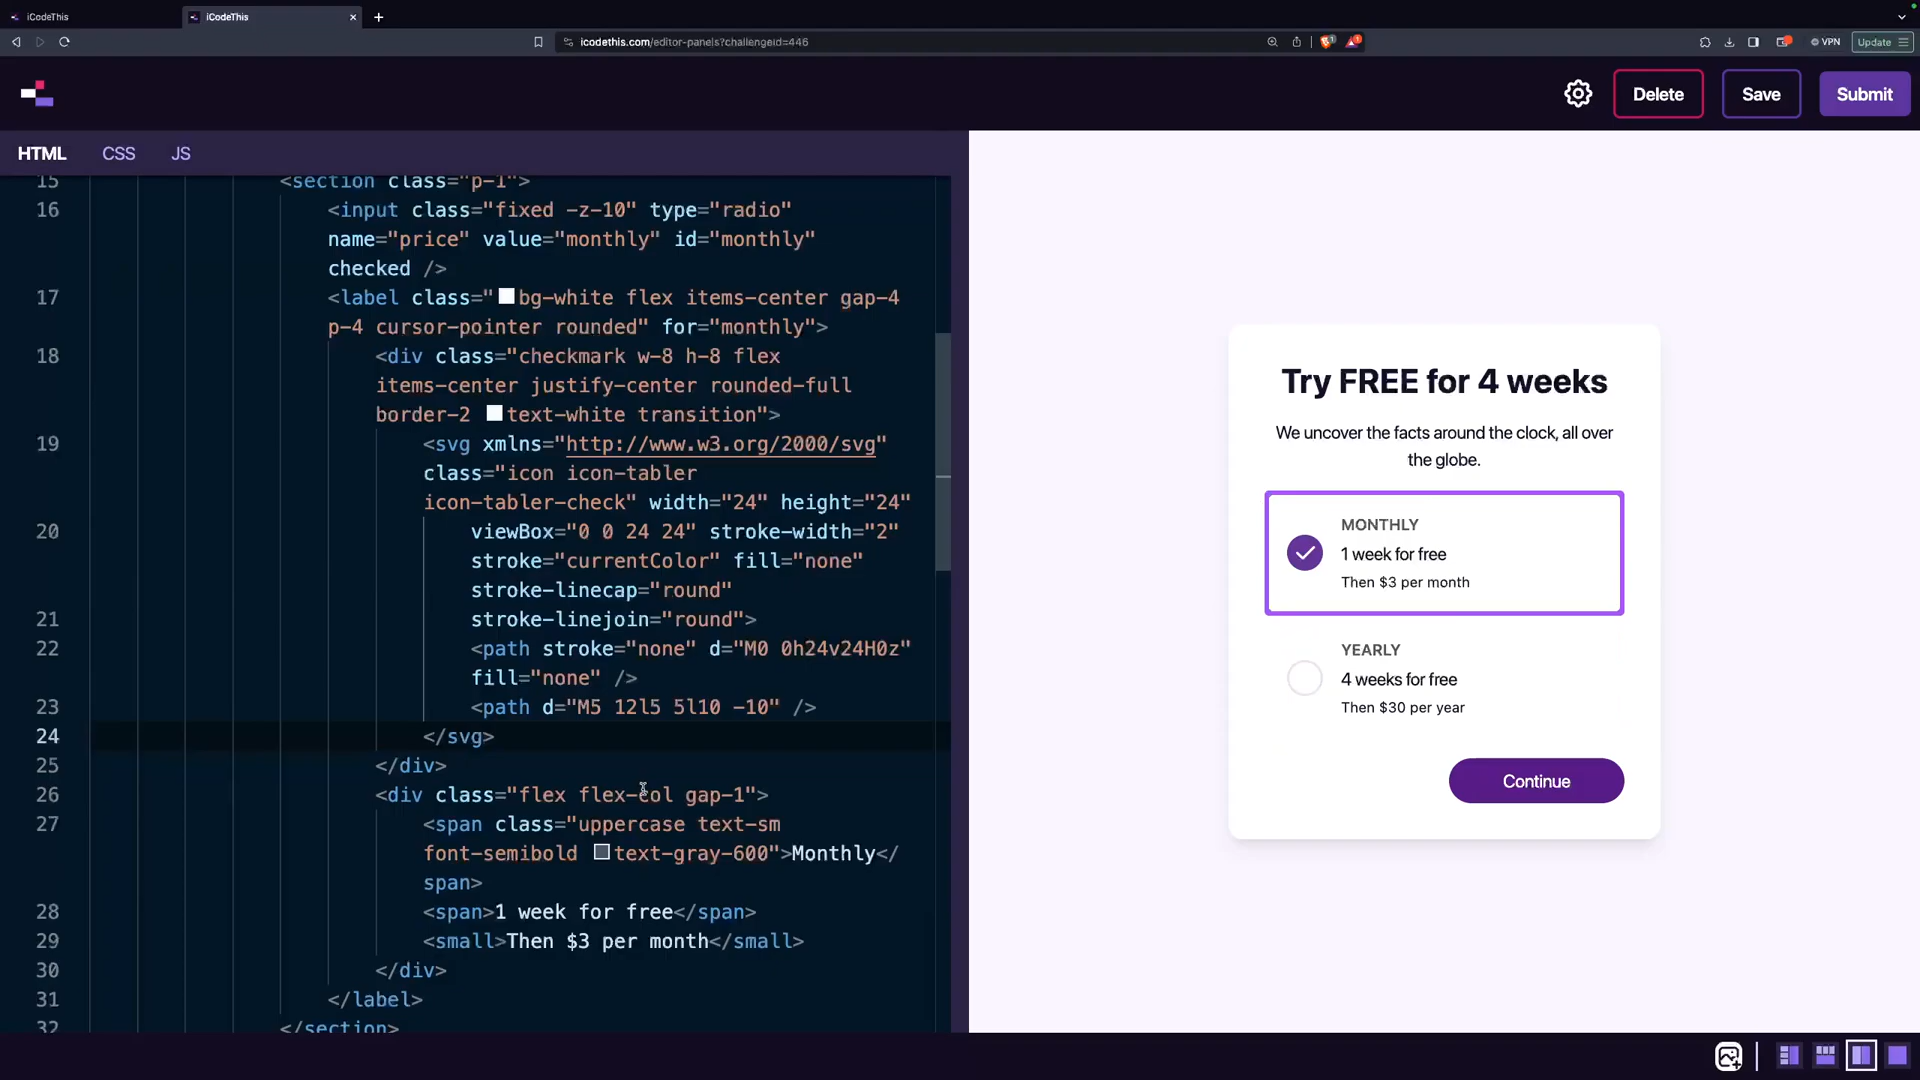 iCodeThis
iCodeThis
icodethis.com/editor-panels?challengeid=446
VPN
Update
Delete
Save
Submit
HTML CSS JS
15 <section class="p-1">
16 <input class="fixed -z-10" type="radio"
name="price" value="monthly" id="monthly"
checked />
17 <label class="bg-white flex items-center gap-4
p-4 cursor-pointer rounded" for="monthly">
18 <div class="checkmark w-8 h-8 flex
items-center justify-center rounded-full
border-2 text-white transition">
19 <svg xmlns="http://www.w3.org/2000/svg"
class="icon icon-tabler
icon-tabler-check" width="24" height="24"
20 viewBox="0 0 24 24" stroke-width="2"
stroke="currentColor" fill="none"
stroke-linecap="round"
21 stroke-linejoin="round">
22 <path stroke="none" d="M0 0h24v24H0z"
fill="none" />
23 <path d="M5 12l5 5l10 -10" />
24 </svg>
25 </div>
26 <div class="flex flex-col gap-1">
27 <span class="uppercase text-sm
font-semibold text-gray-600">Monthly</
span>
28 <span>1 week for free</span>
29 <small>Then $3 per month</small>
30 </div>
31 </label>
32 </section>
Try FREE for 4 weeks
We uncover the facts around the clock, all over
the globe.
MONTHLY
1 week for free
Then $3 per month
YEARLY
4 weeks for free
Then $30 per year
Continue